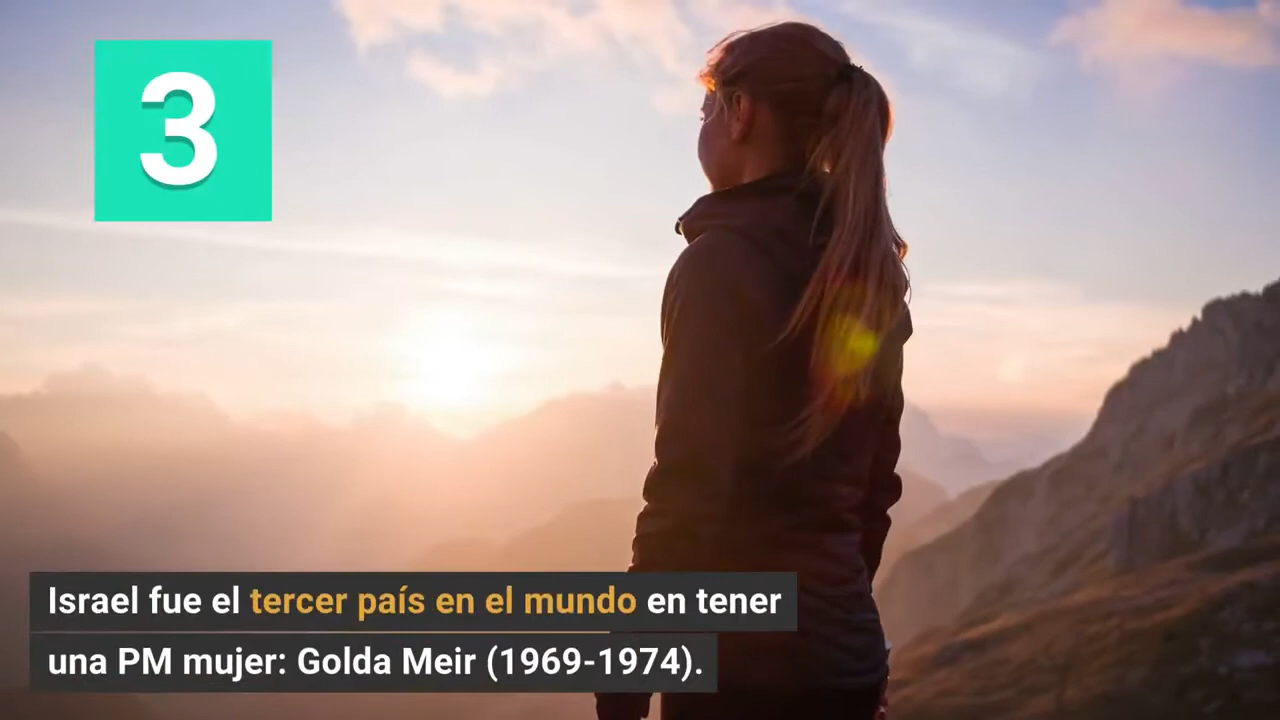 3
Israel fue el tercer país en el mundo en tener
una PM mujer: Golda Meir (1969-1974).